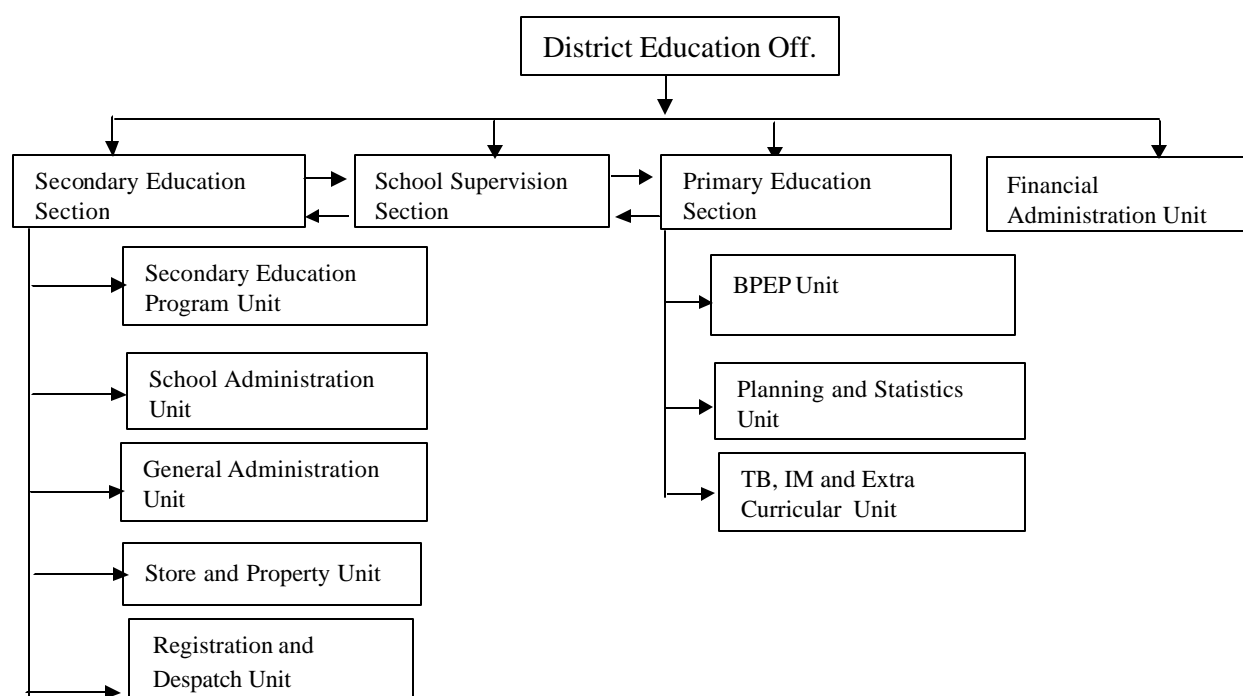 District Education Off.
Secondary Education
Section
School Supervision
Section
Primary Education
Section
Financial
Administration Unit
Secondary Education
Program Unit
School Administration
Unit
General Administration
Unit
Store and Property Unit
Registration and
Despatch Unit
BPEP Unit
Planning and Statistics
Unit
TB, IM and Extra
Curricular Unit